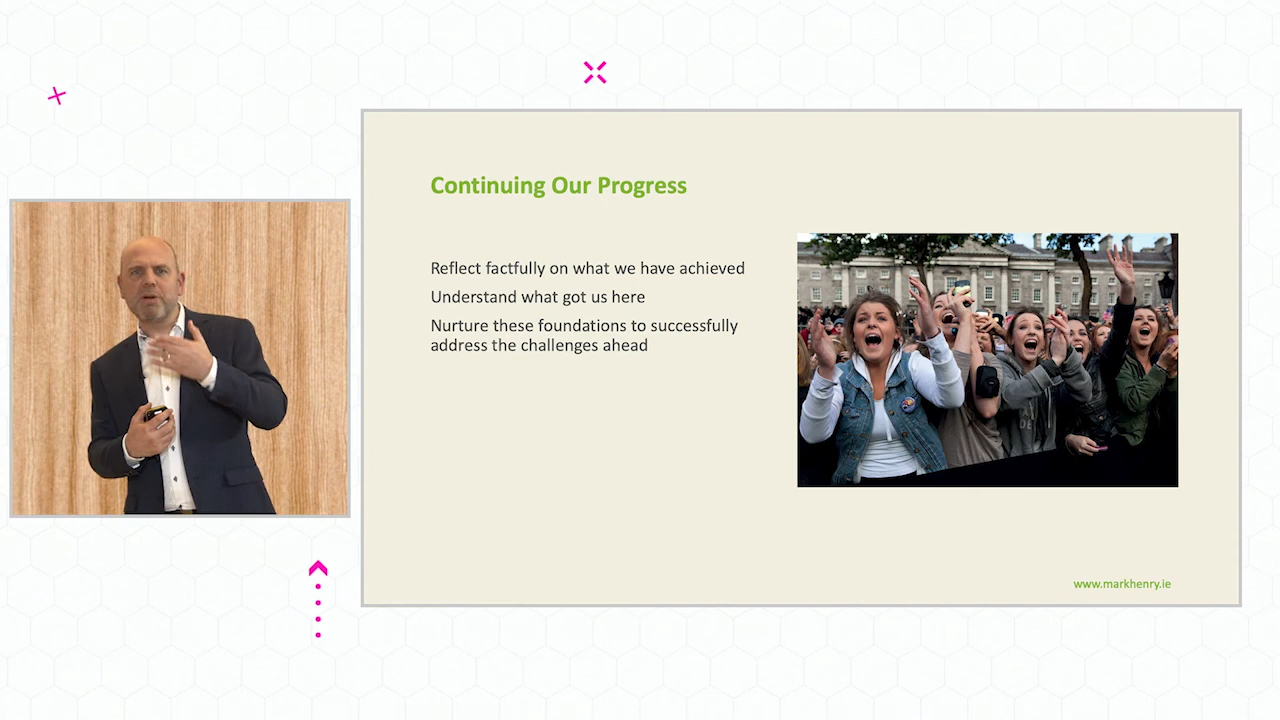 Continuing Our Progress
Reflect factfully on what we have achieved
Understand what got us here
Nurture these foundations to successfully
address the challenges ahead
www.markhenry.ie